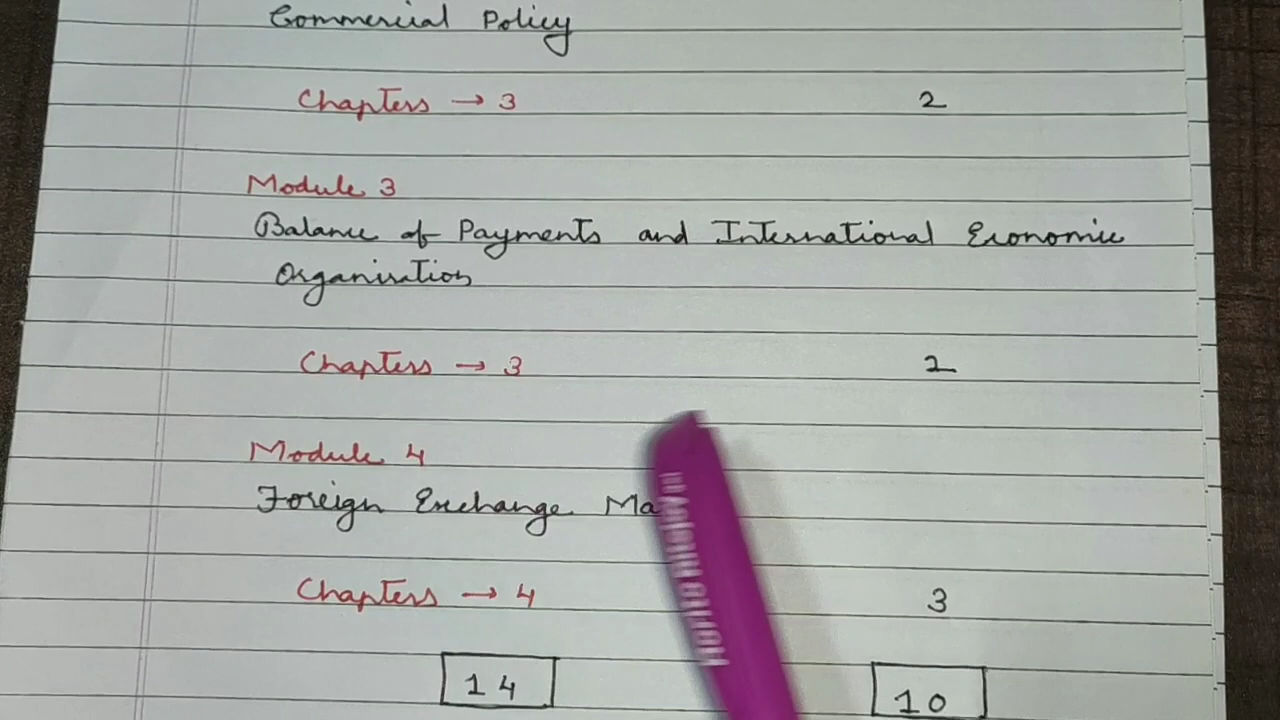 Commercial Policy
Chapters → 3 2
Module 3
Balance of Payments and International Economic
Organisation
Chapters → 3 2
Module 4
Foreign Exchange Ma
Chapters → 4 3
14 10